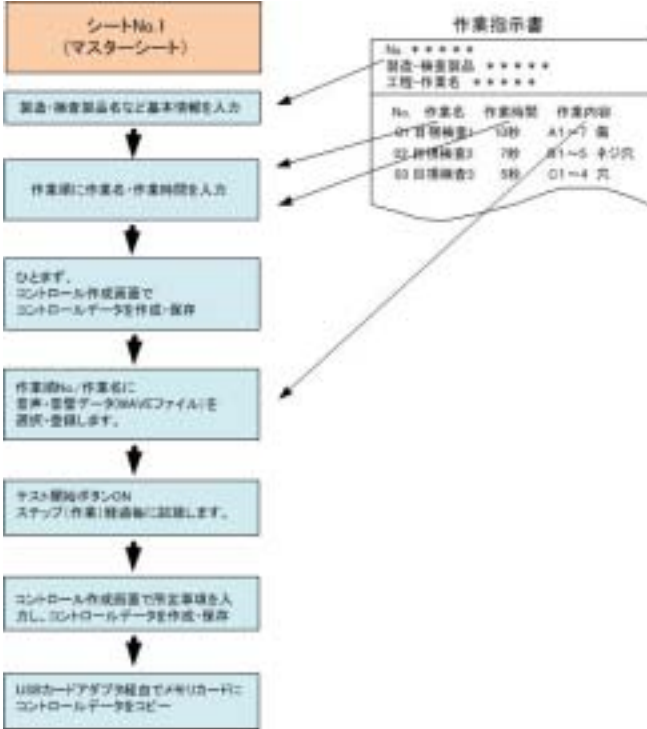 シートNo.1
(マスターシート)
製造・検査製品名など基本情報を入力
作業順に作業名・作業時間を入力
ひとまず、
コントロール作成画面で
コントロールデータを作成・保存
作業順No./作業名に
音声・音響データ(WAVEファイル)を
選択・登録します。
テスト開始ボタンON
ステップ(作業)経過毎に記録します。
コントロール作成画面で所定事項を入
力し、コントロールデータを作成・保存
USBカードアダプタ経由でメモリカードに
コントロールデータをコピー
作業指示書
No. * * * * *
製造・検査製品 * * * * *
工程・作業名 * * * * *
No. 作業名 作業時間 作業内容
01 目視検査1 10秒 A1~7 傷
02 目視検査2 7秒 B1~5 ネジ穴
03 目視検査3 5秒 C1~4 穴